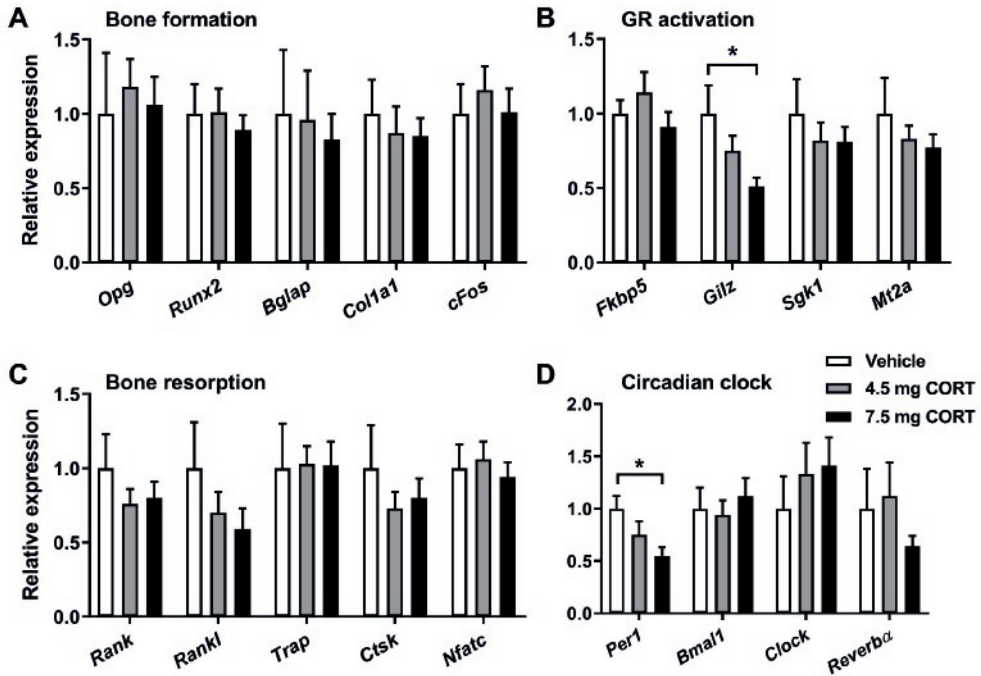 A Bone formation
Relative expression
1.5
1.0
0.5
0.0
Opg Runx2 Bglap Col1a1 cFos
B GR activation
1.5
1.0
0.5
0.0
*
Fkbp5 Gilz Sgk1 Mt2a
C Bone resorption
Relative expression
1.5
1.0
0.5
0.0
Rank Rankl Trap Ctsk Nfatc
D Circadian clock
Vehicle
4.5 mg CORT
7.5 mg CORT
2.0
1.5
1.0
0.5
0.0
*
Per1 Bmal1 Clock Reverbα